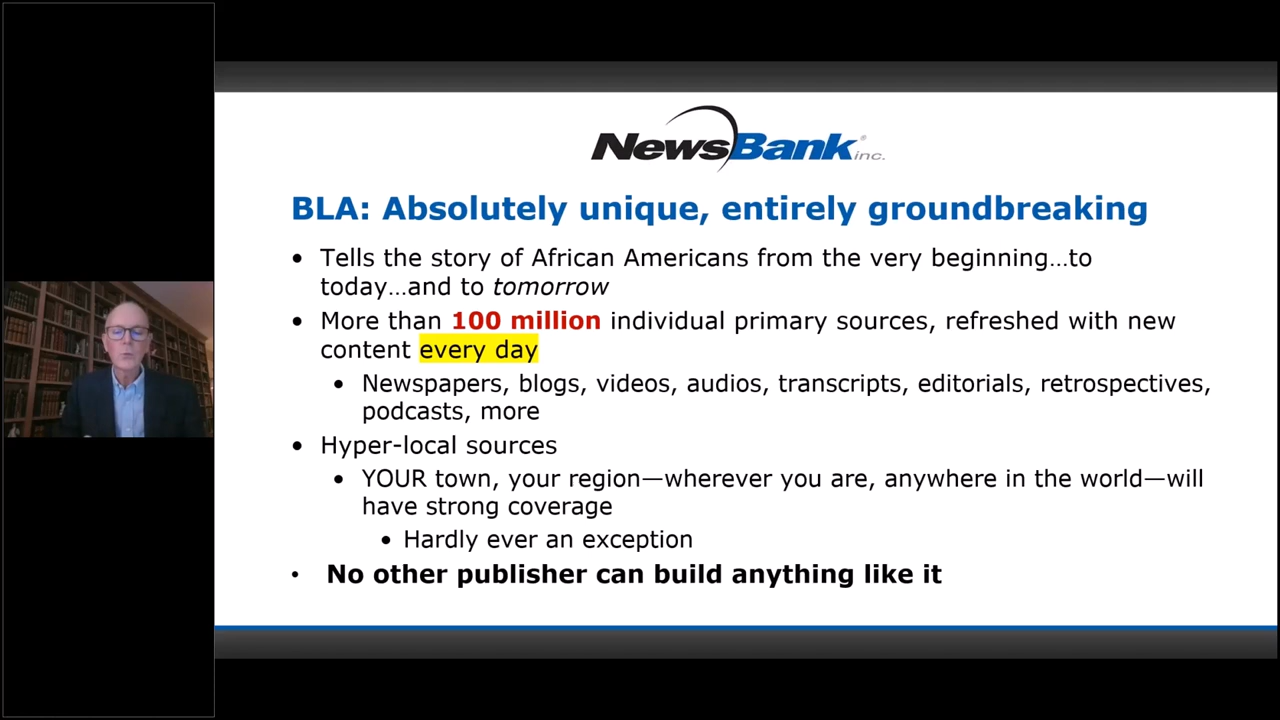 NewsBank® inc.
BLA: Absolutely unique, entirely groundbreaking
• Tells the story of African Americans from the very beginning…to
today…and to tomorrow
• More than 100 million individual primary sources, refreshed with new
content every day
• Newspapers, blogs, videos, audios, transcripts, editorials, retrospectives,
podcasts, more
• Hyper-local sources
• YOUR town, your region—wherever you are, anywhere in the world—will
have strong coverage
• Hardly ever an exception
• No other publisher can build anything like it